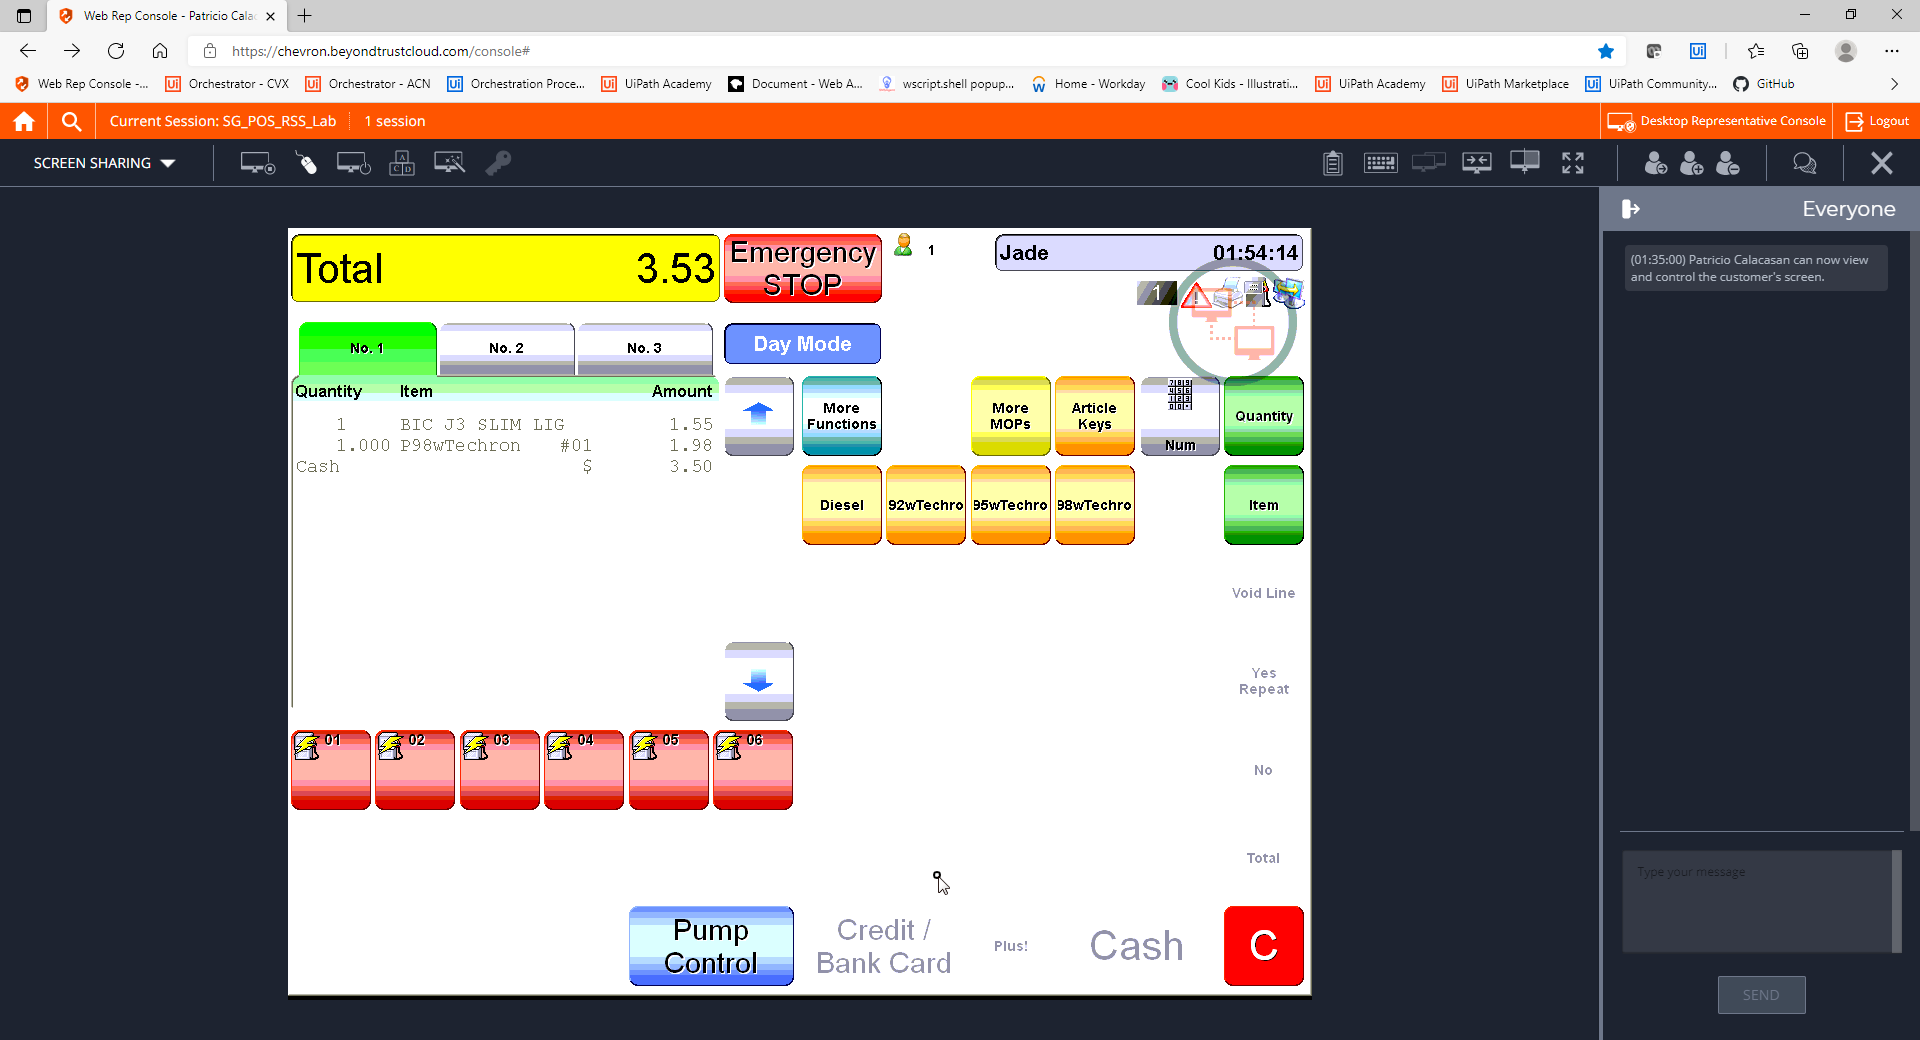 Web Rep Console - Patricio Cala
https://chevron.beyondtrustcloud.com/console#
Web Rep Console -...
Orchestrator - CVX
Orchestrator - ACN
Orchestration Proce...
UiPath Academy
Document - Web A...
wscript.shell popup...
Home - Workday
Cool Kids - Illustrati...
UiPath Academy
UiPath Marketplace
UiPath Community...
GitHub
Current Session: SG_POS_RSS_Lab
1 session
Desktop Representative Console
Logout
SCREEN SHARING
Everyone
(01:35:00) Patricio Calacasan can now view
and control the customer's screen.
Total 3.53
Emergency
STOP
1
Jade 01:54:14
1
No. 1
No. 2
No. 3
Day Mode
Quantity Item Amount
1 BIC J3 SLIM LIG 1.55
1.000 P98wTechron #01 1.98
Cash $ 3.50
More
Functions
More
MOPs
Article
Keys
Num
Quantity
Diesel
92wTechro
95wTechro
98wTechro
Item
Void Line
Yes
Repeat
No
Total
01
02
03
04
05
06
Pump
Control
Credit /
Bank Card
Plus!
Cash
C
Type your message
SEND